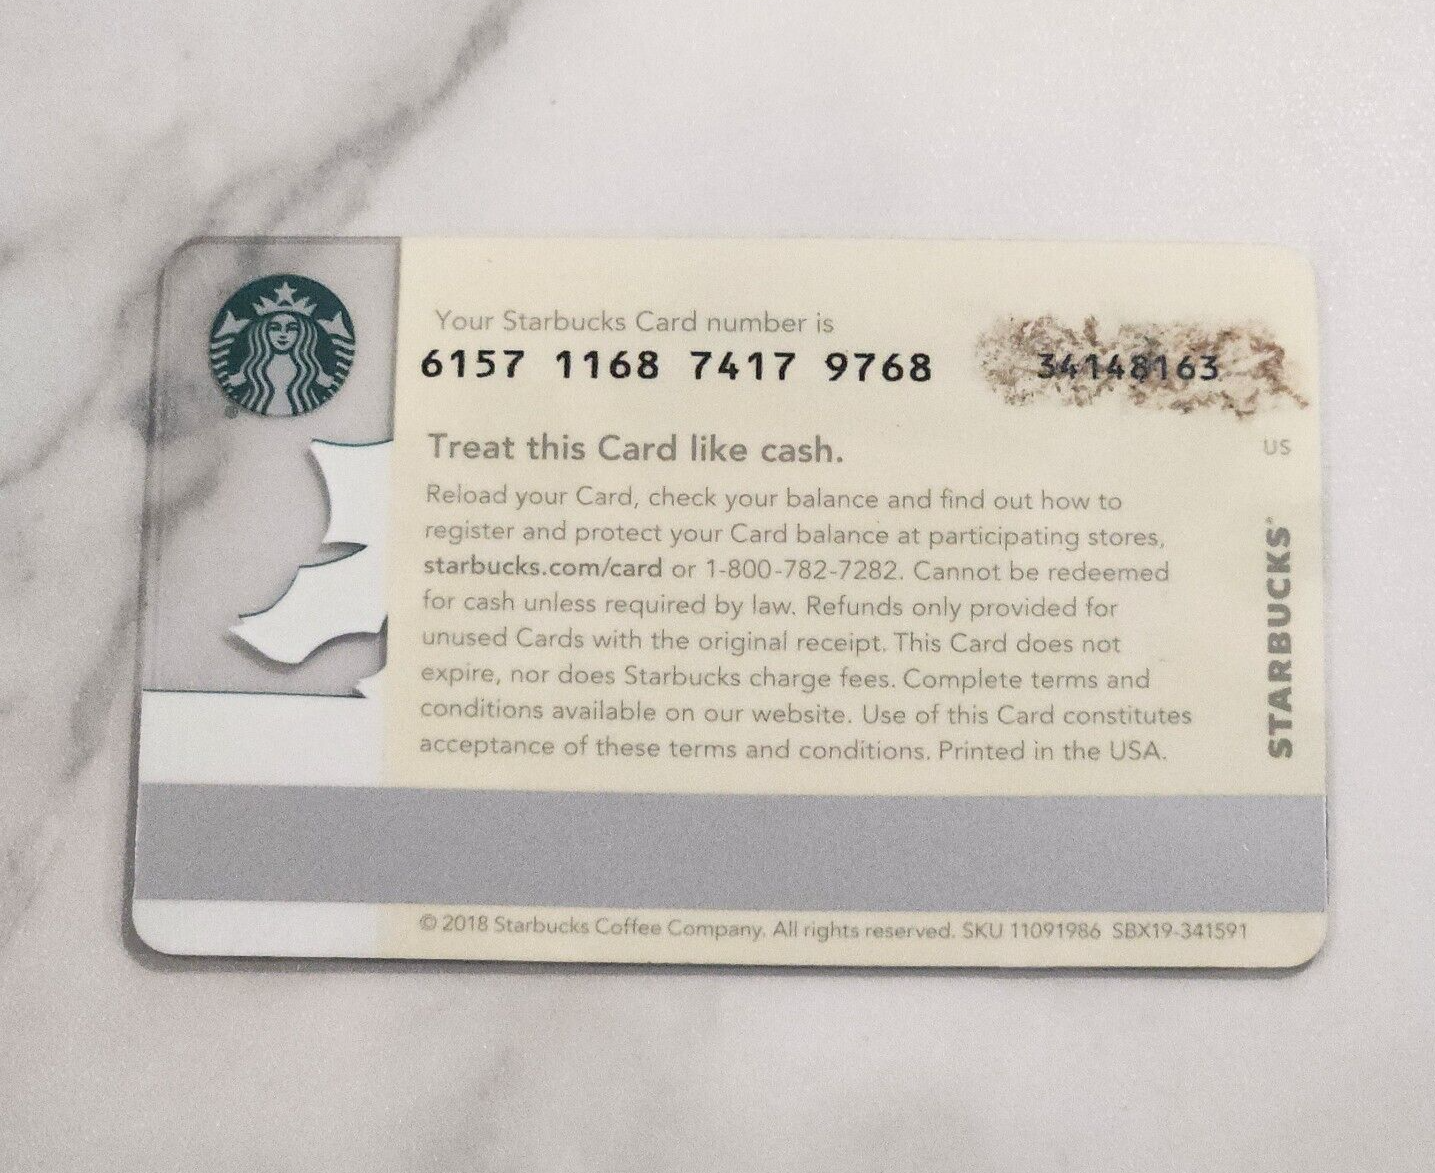 Your Starbucks Card number is
6157 1168 7417 9768
34148163
Treat this Card like cash.
US
Reload your Card, check your balance and find out how to
register and protect your Card balance at participating stores,
starbucks.com/card or 1-800-782-7282. Cannot be redeemed
for cash unless required by law. Refunds only provided for
unused Cards with the original receipt. This Card does not
expire, nor does Starbucks charge fees. Complete terms and
conditions available on our website. Use of this Card constitutes
acceptance of these terms and conditions. Printed in the USA.
STARBUCKS®
© 2018 Starbucks Coffee Company. All rights reserved. SKU 11091986 SBX19-341591